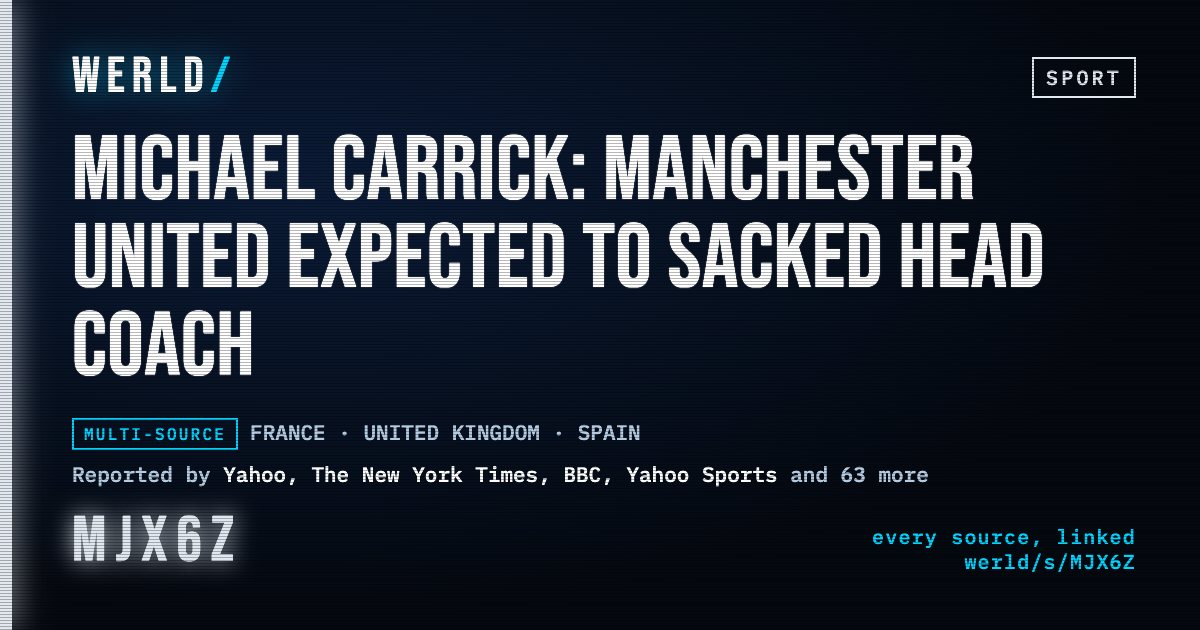 WERLD/
SPORT
MICHAEL CARRICK: MANCHESTER
UNITED EXPECTED TO SACKED HEAD
COACH
MULTI-SOURCE FRANCE · UNITED KINGDOM · SPAIN
Reported by Yahoo, The New York Times, BBC, Yahoo Sports and 63 more
MJX6Z
every source, linked
werld/s/MJX6Z